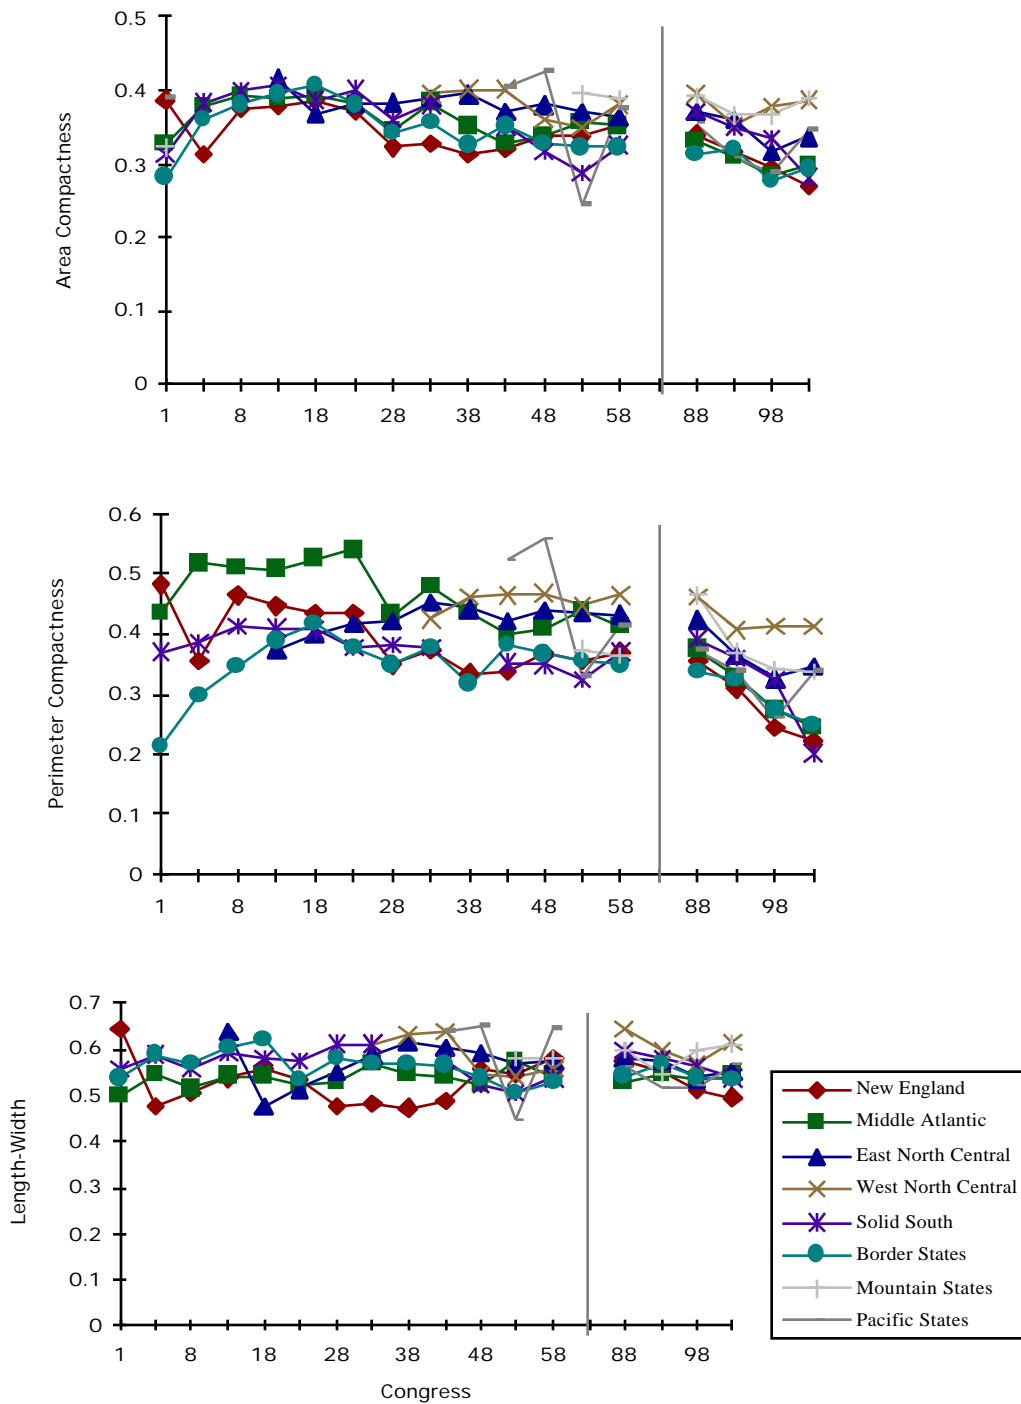 0.5
0.4
0.3
0.2
0.1
0
Area Compactness
1 8 18 28 38 48 58 88 98
0.6
0.5
0.4
0.3
0.2
0.1
0
Perimeter Compactness
1 8 18 28 38 48 58 88 98
0.7
0.6
0.5
0.4
0.3
0.2
0.1
0
Length-Width
1 8 18 28 38 48 58 88 98
Congress
New England
Middle Atlantic
East North Central
West North Central
Solid South
Border States
Mountain States
Pacific States